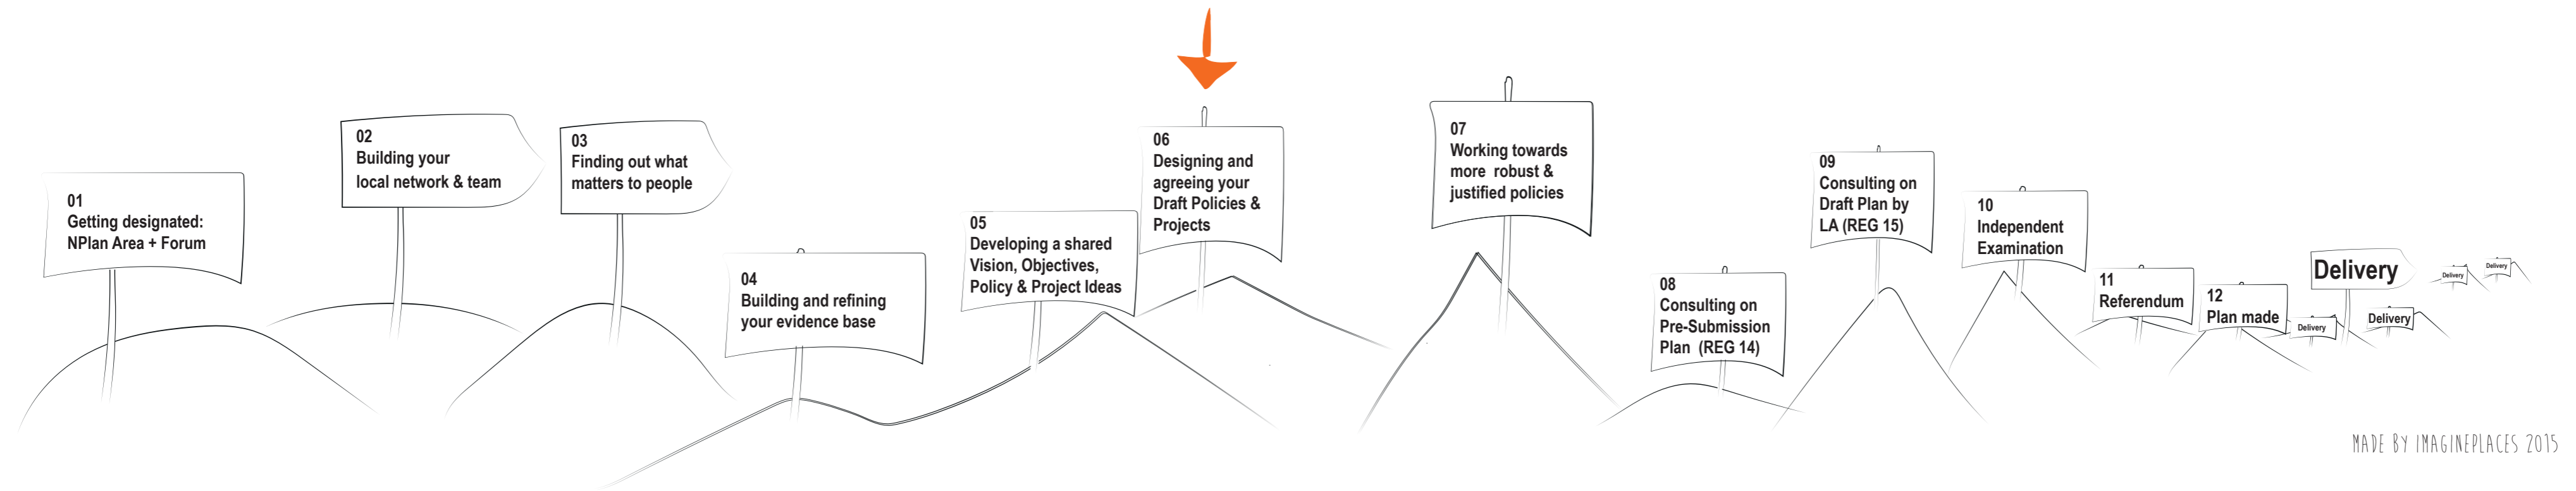 01
Getting designated:
NPlan Area + Forum
02
Building your
local network & team
03
Finding out what
matters to people
04
Building and refining
your evidence base
05
Developing a shared
Vision, Objectives,
Policy & Project Ideas
06
Designing and
agreeing your
Draft Policies &
Projects
07
Working towards
more robust &
justified policies
08
Consulting on
Pre-Submission
Plan (REG 14)
09
Consulting on
Draft Plan by
LA (REG 15)
10
Independent
Examination
11
Referendum
12
Plan made
Delivery
Delivery
Delivery
Delivery
Delivery
MADE BY IMAGINEPLACES 2015